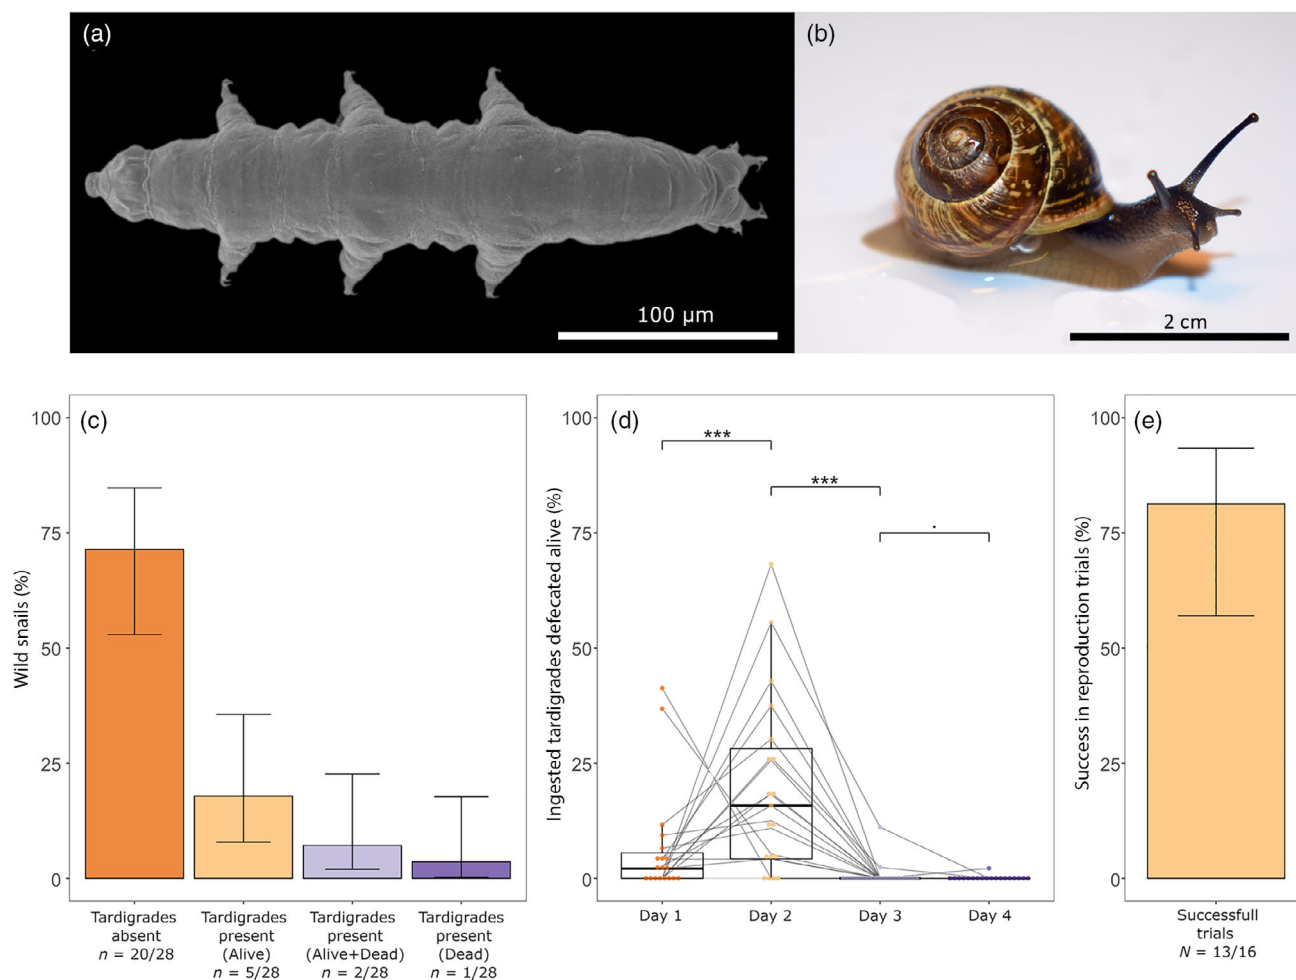 (a)
100 μm
(b)
2 cm
(c)
Wild snails (%)
100
75
50
25
0
Tardigrades
absent
n = 20/28
Tardigrades
present
(Alive)
n = 5/28
Tardigrades
present
(Alive+Dead)
n = 2/28
Tardigrades
present
(Dead)
n = 1/28
(d)
Ingested tardigrades defecated alive (%)
100
75
50
25
0
***
***
.
Day 1
Day 2
Day 3
Day 4
(e)
Success in reproduction trials (%)
100
75
50
25
0
Successfull
trials
N = 13/16